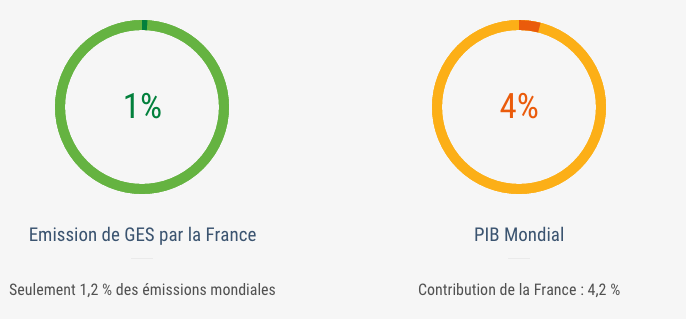 1%
4%
Emission de GES par la France
PIB Mondial
Seulement 1,2 % des émissions mondiales
Contribution de la France : 4,2 %